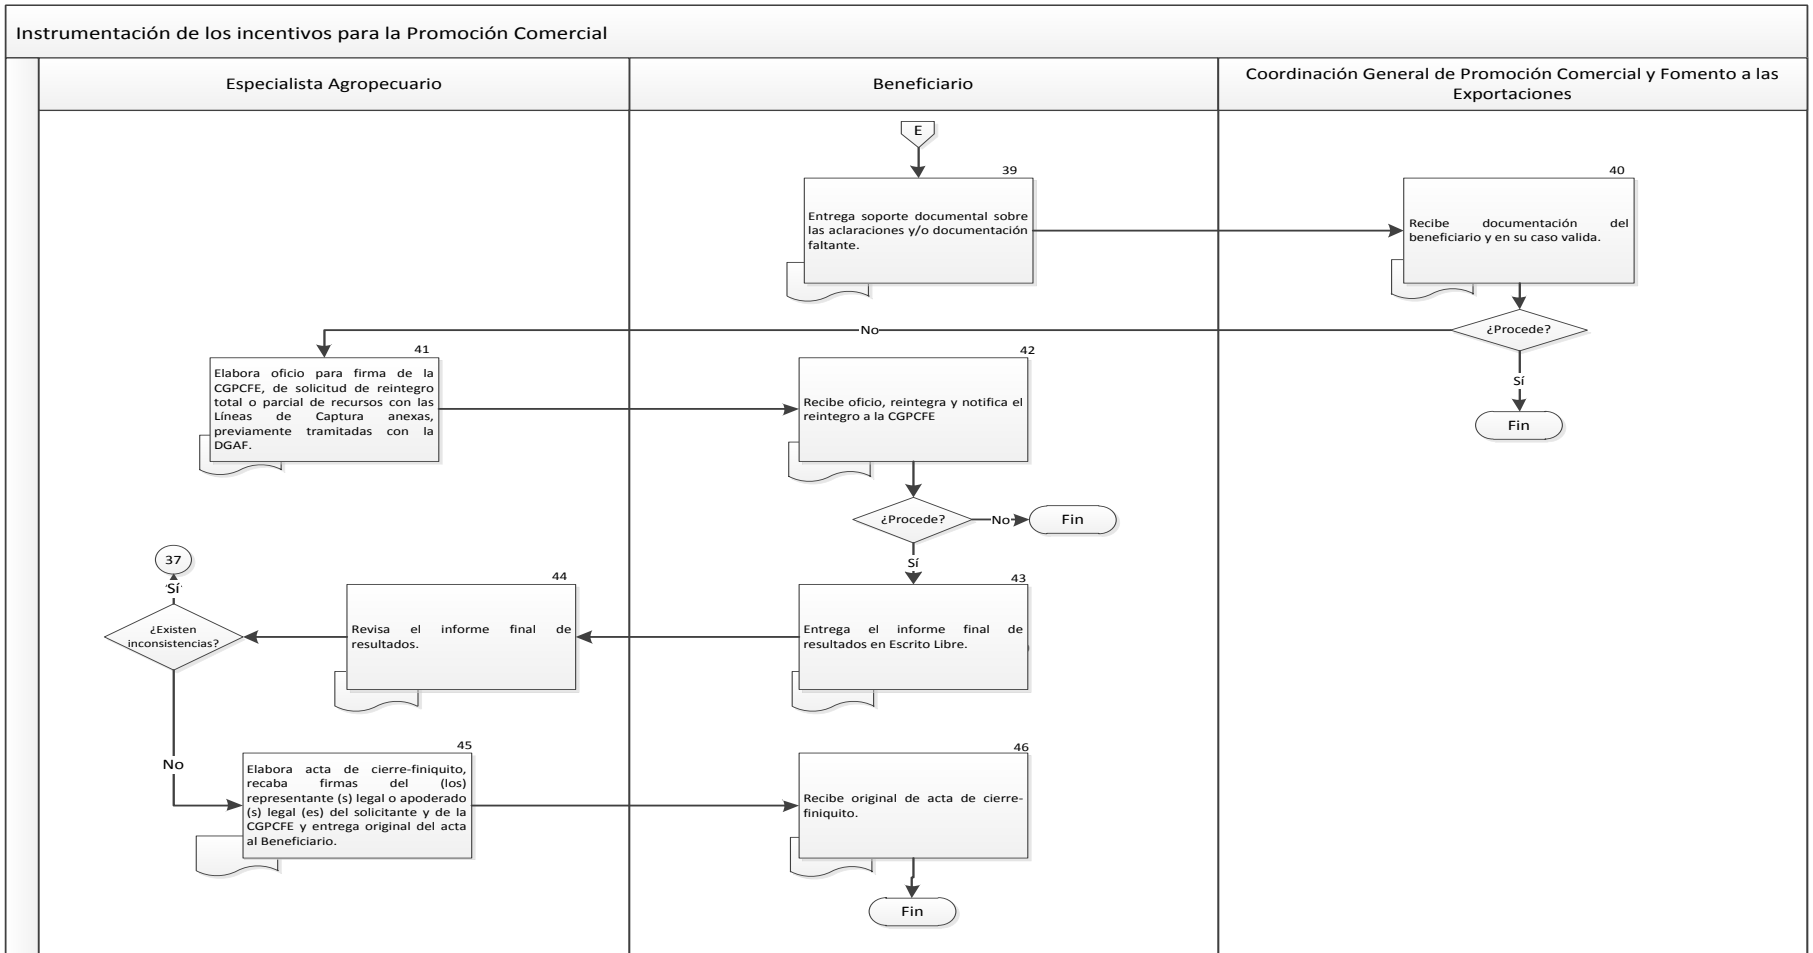 Instrumentación de los incentivos para la Promoción Comercial
Especialista Agropecuario
Beneficiario
Coordinación General de Promoción Comercial y Fomento a las
Exportaciones
E
39
Entrega soporte documental sobre
las aclaraciones y/o documentación
faltante.
40
Recibe documentación del
beneficiario y en su caso valida.
¿Procede?
No
Sí
Fin
41
Elabora oficio para firma de la
CGPCFE, de solicitud de reintegro
total o parcial de recursos con las
Líneas de Captura anexas,
previamente tramitadas con la
DGAF.
42
Recibe oficio, reintegra y notifica el
reintegro a la CGPCFE
¿Procede?
No
Fin
Sí
43
Entrega el informe final de
resultados en Escrito Libre.
44
Revisa el informe final de
resultados.
37
Sí
¿Existen
inconsistencias?
No
45
Elabora acta de cierre-finiquito,
recaba firmas del (los)
representante (s) legal o apoderado
(s) legal (es) del solicitante y de la
CGPCFE y entrega original del acta
al Beneficiario.
46
Recibe original de acta de cierre-
finiquito.
Fin